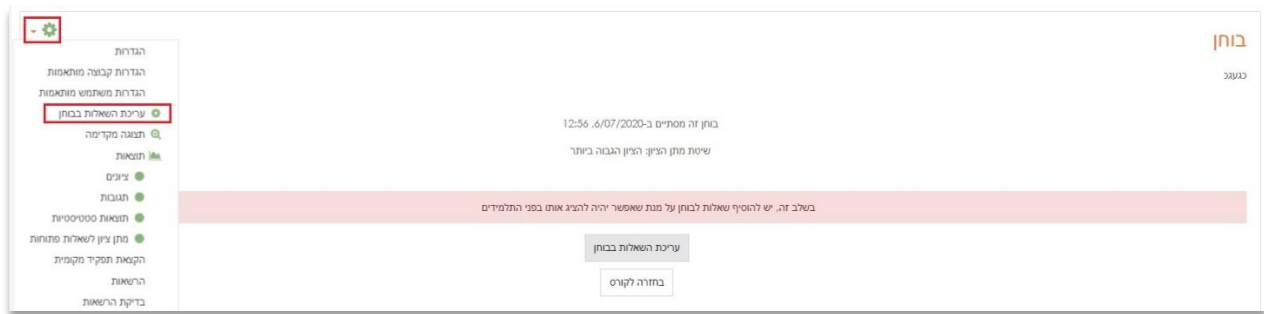 בוחן
כגעגכ
בוחן זה מסתיים ב-6/07/2020, 12:56
שיטת מתן הציון: הציון הגבוה ביותר
בשלב זה, יש להוסיף שאלות לבוחן על מנת שאפשר יהיה להציג אותו בפני התלמידים
עריכת השאלות בבוחן
בחזרה לקורס
הגדרות
הגדרות קבוצה מותאמות
הגדרות משתמש מותאמות
עריכת השאלות בבוחן
תצוגה מקדימה
תוצאות
ציונים
תגובות
תוצאות סטטיסטיות
מתן ציון לשאלות פתוחות
הקצאת תפקיד מקומית
הרשאות
בדיקת הרשאות